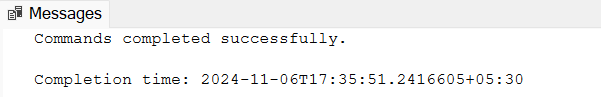 Messages
Commands completed successfully.
Completion time: 2024-11-06T17:35:51.2416605+05:30